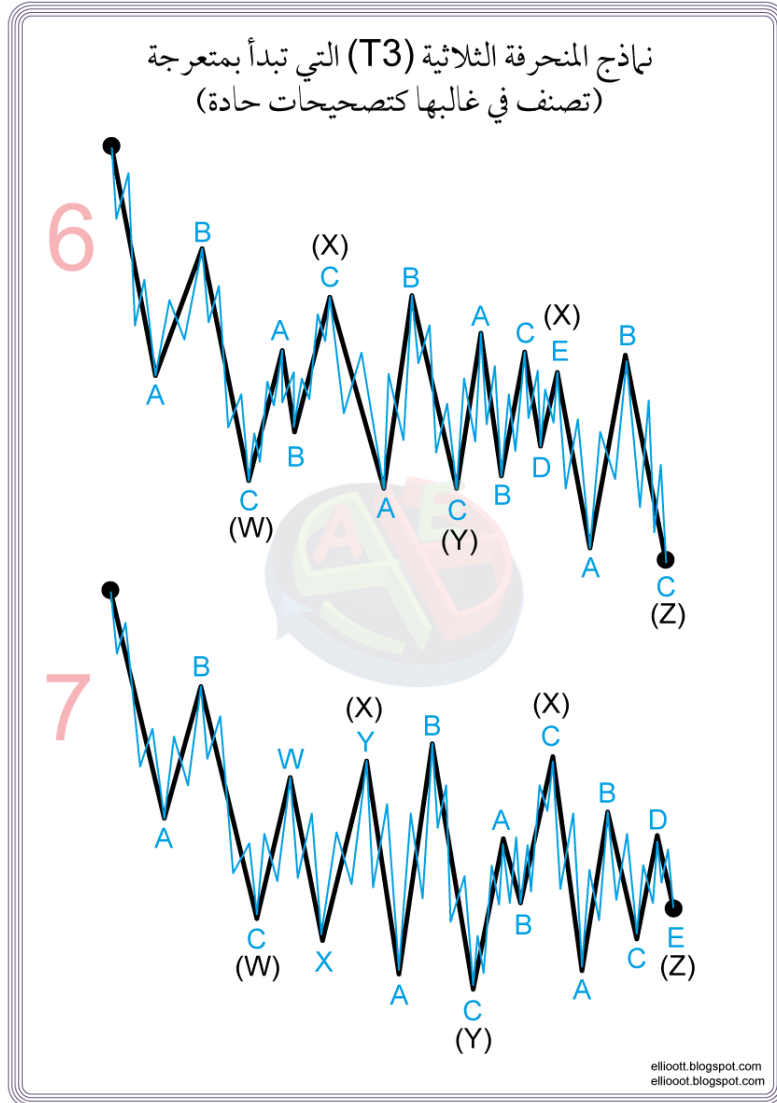 نماذج المنحرفة الثلاثية (T3) التي تبدأ بمتعرجة
(تصنف في غالبها كتصحيحات حادة)
6
B
(X)
C
B
A
C
(X)
E
B
A
B
A
B
D
C
(W)
A
C
(Y)
A
C
(Z)
A
E
7
B
(X)
Y
B
(X)
C
W
A
B
D
A
B
C
(W)
X
A
C
(Y)
A
C
E
(Z)
ellioott.blogspot.com
elliooot.blogspot.com